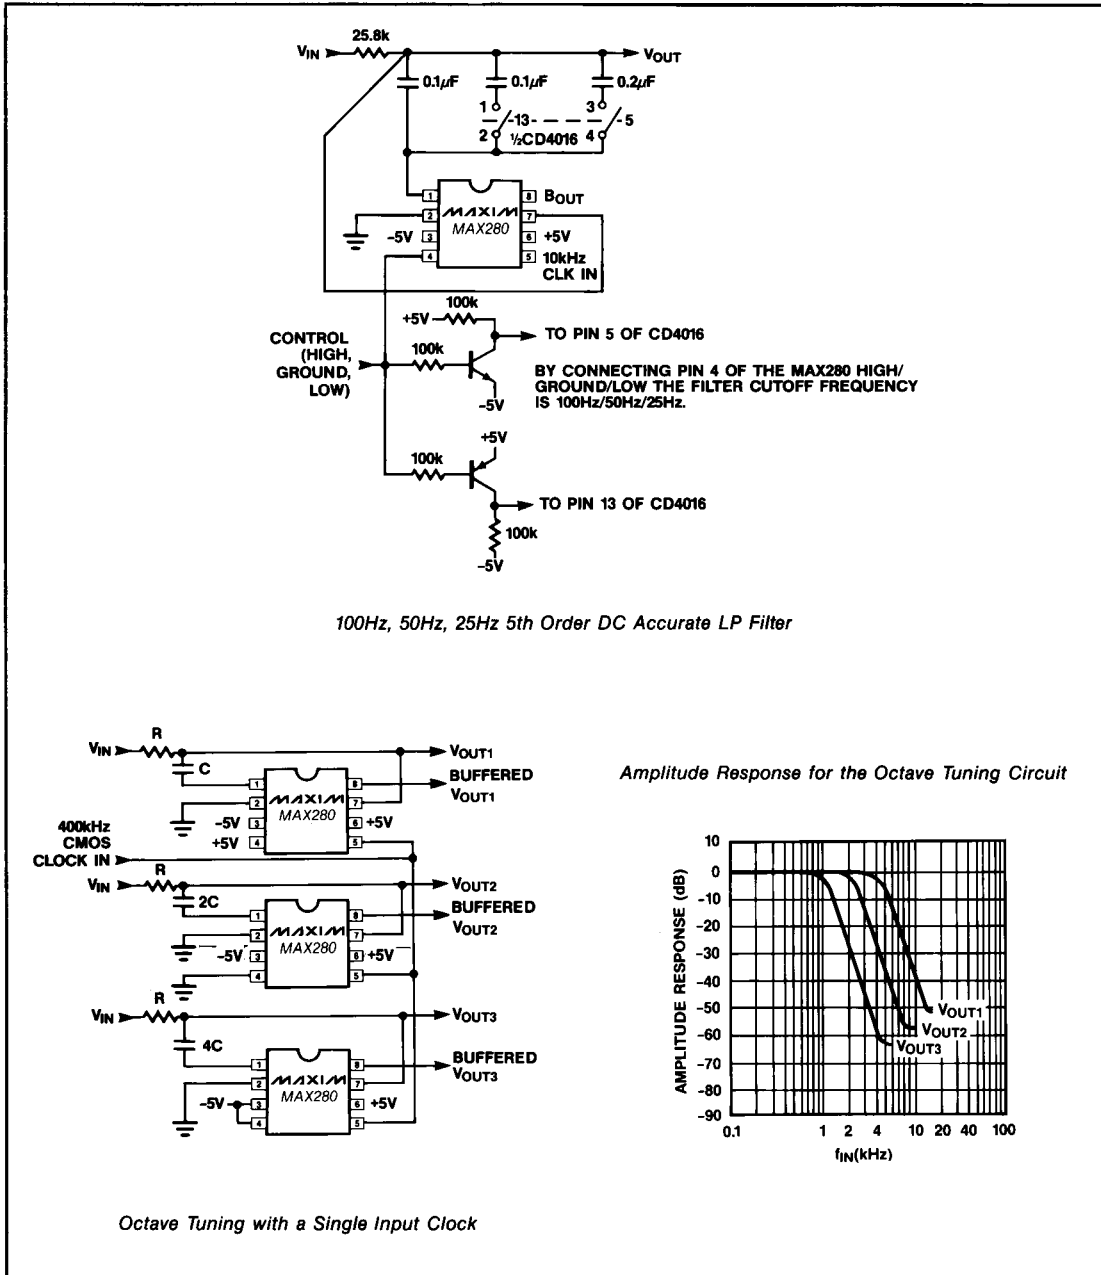 25.8k
VIN
VOUT
0.1µF
0.1µF
0.2µF
1
3
13
5
2
4
½CD4016
1
8
BOUT
2
MAXIM
7
MAX280
-5V
3
6
+5V
4
5
10kHz
CLK IN
100k
+5V
TO PIN 5 OF CD4016
CONTROL
(HIGH,
GROUND,
LOW)
100k
BY CONNECTING PIN 4 OF THE MAX280 HIGH/
GROUND/LOW THE FILTER CUTOFF FREQUENCY
IS 100Hz/50Hz/25Hz.
-5V
+5V
100k
TO PIN 13 OF CD4016
100k
-5V
100Hz, 50Hz, 25Hz 5th Order DC Accurate LP Filter
R
VIN
VOUT1
C
1
8
BUFFERED
VOUT1
2
MAXIM
7
MAX280
-5V
3
6
+5V
+5V
4
5
400kHz
CMOS
CLOCK IN
R
VIN
VOUT2
2C
1
8
BUFFERED
VOUT2
2
MAXIM
7
MAX280
-5V
3
6
+5V
4
5
R
VIN
VOUT3
4C
1
8
BUFFERED
VOUT3
2
MAXIM
7
MAX280
-5V
3
6
+5V
4
5
Octave Tuning with a Single Input Clock
Amplitude Response for the Octave Tuning Circuit
10
0
-10
-20
-30
-40
-50
-60
-70
-80
-90
AMPLITUDE RESPONSE (dB)
VOUT1
VOUT2
VOUT3
0.1 1 2 4 10 20 40 100
fIN(kHz)